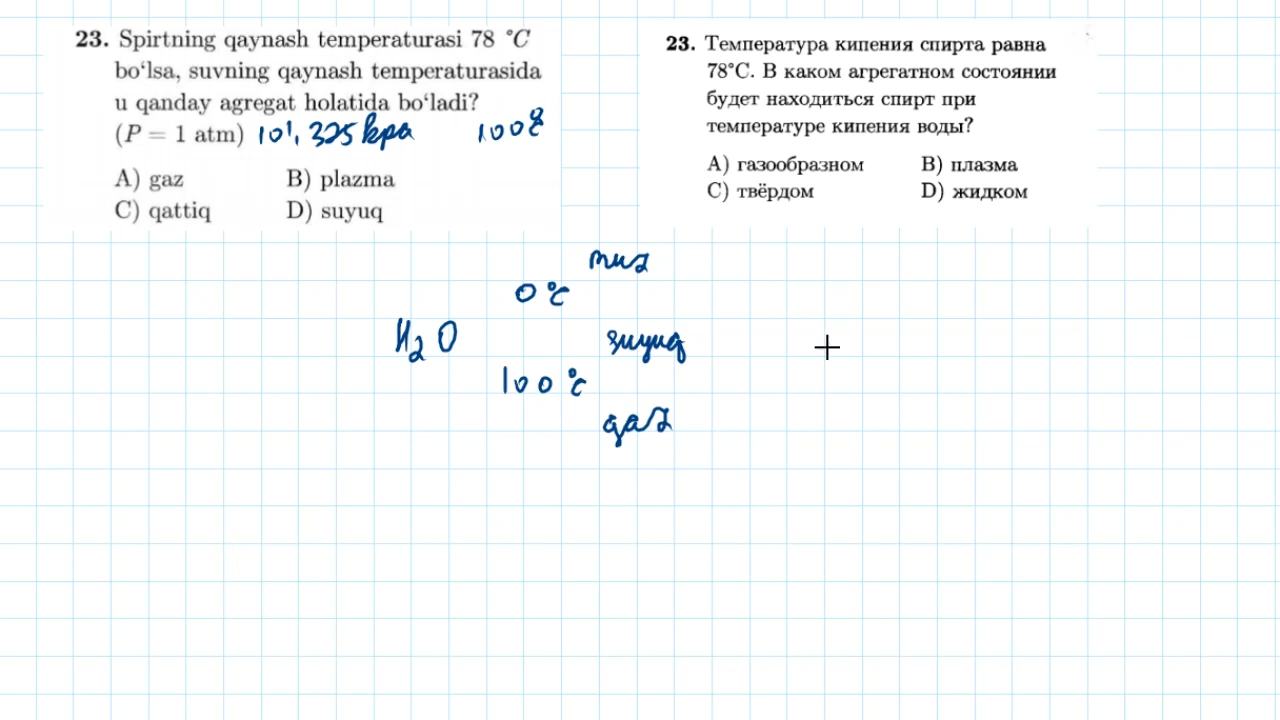 23. Spirtning qaynash temperaturasi 78 °C
bo‘lsa, suvning qaynash temperaturasida
u qanday agregat holatida bo‘ladi?
(P = 1 atm) 101,325 kpa 100°C
A) gaz B) plazma
C) qattiq D) suyuq
23. Температура кипения спирта равна
78°C. В каком агрегатном состоянии
будет находиться спирт при
температуре кипения воды?
A) газообразном B) плазма
C) твёрдом D) жидком
muz
0 °C
H2O suyuq
100 °C
gaz